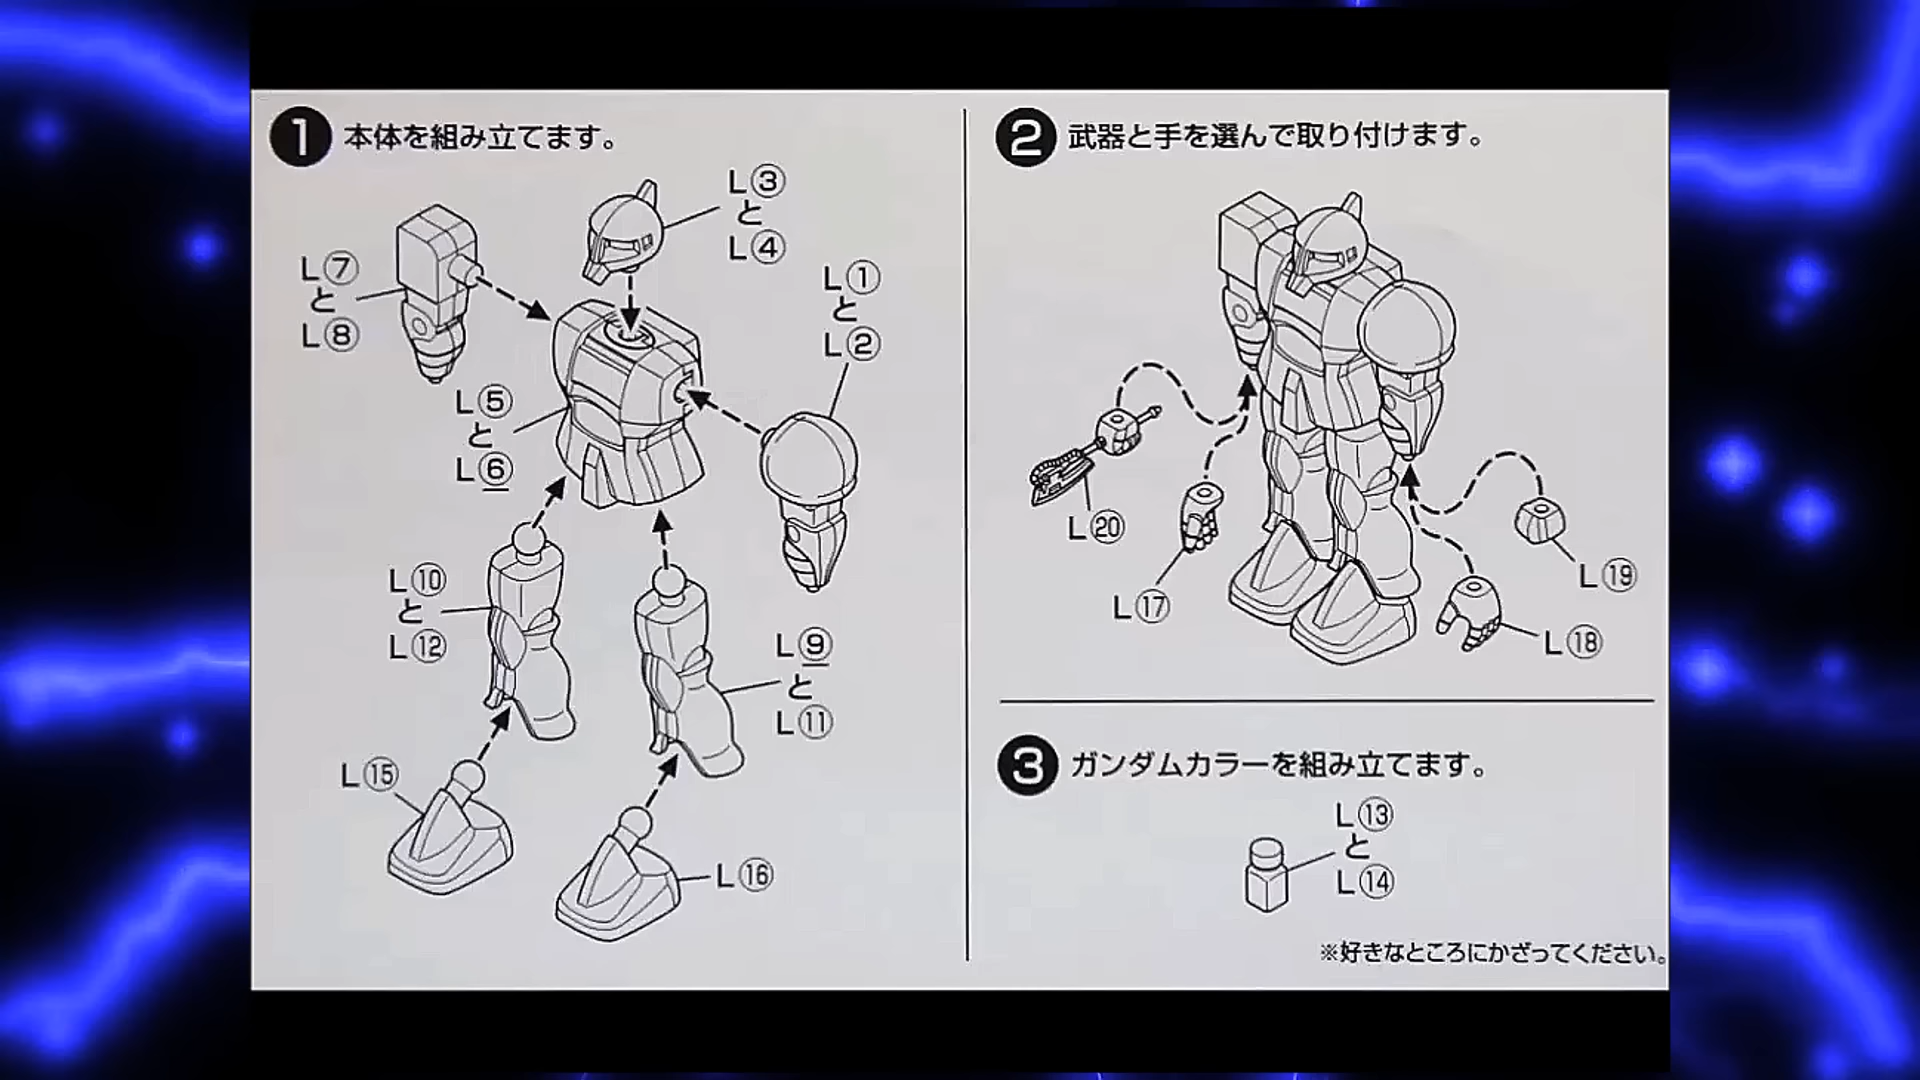 1 本体を組み立てます。
L③
と
L④
L⑦
と
L⑧
L①
と
L②
L⑤
と
L⑥
L⑩
と
L⑫
L⑨
と
L⑪
L⑮
L⑯
2 武器と手を選んで取り付けます。
L⑳
L⑰
L⑲
L⑱
3 ガンダムカラーを組み立てます。
L⑬
と
L⑭
※好きなところにかざってください。